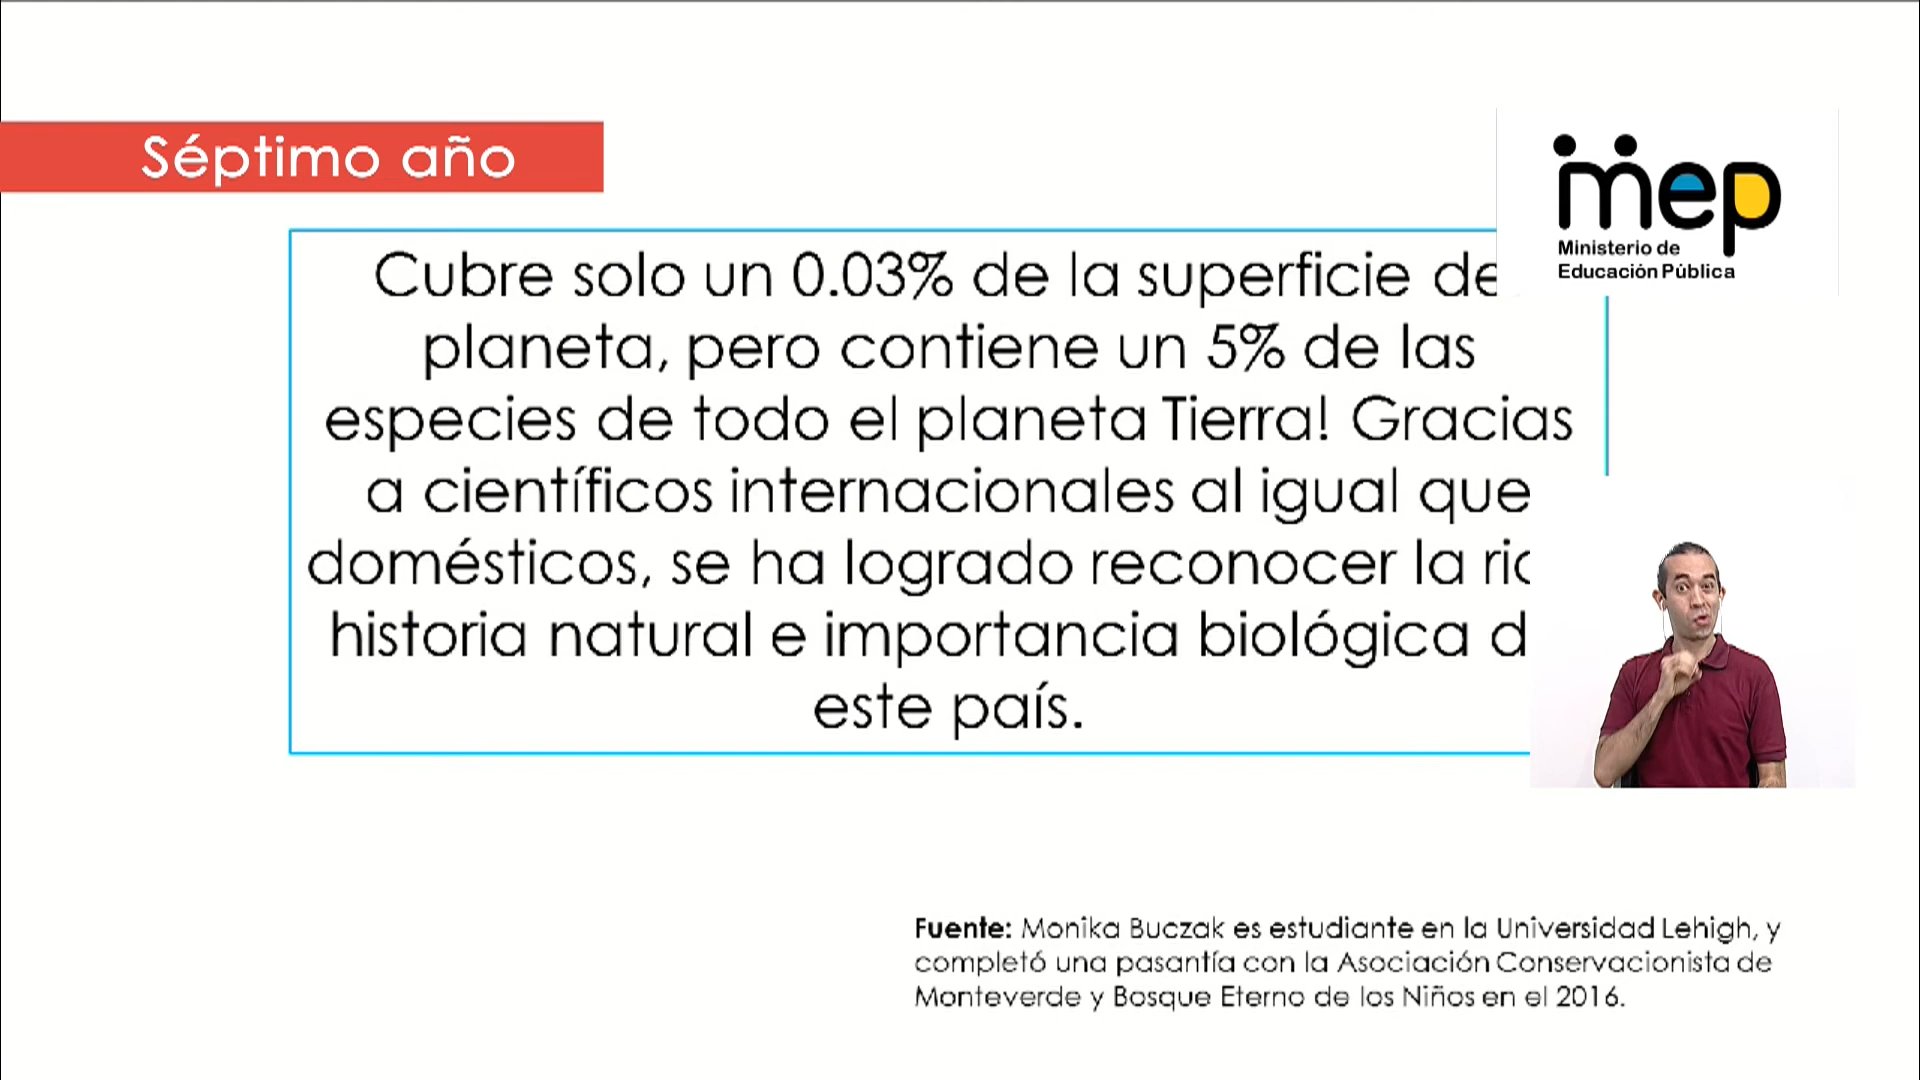 Séptimo año
mep
Ministerio de
Educación Pública
Cubre solo un 0.03% de la superficie de
planeta, pero contiene un 5% de las
especies de todo el planeta Tierra! Gracias
a científicos internacionales al igual que
domésticos, se ha logrado reconocer la
historia natural e importancia biológica
este país.
Fuente: Monika Buczak es estudiante en la Universidad Lehigh, y
completó una pasantía con la Asociación Conservacionista de
Monteverde y Bosque Eterno de los Niños en el 2016.